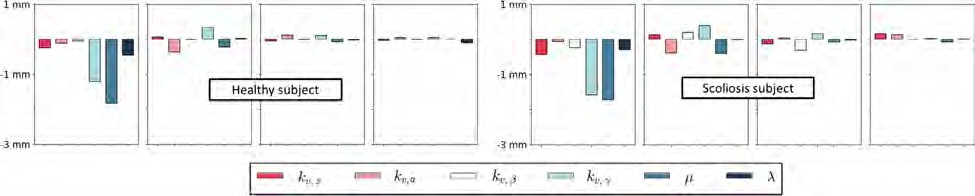 1 mm
-1 mm
-3 mm
Healthy subject
1 mm
-1 mm
-3 mm
Scoliosis subject
k_{v,x} k_{v,α} k_{v,β} k_{v,γ} μ λ